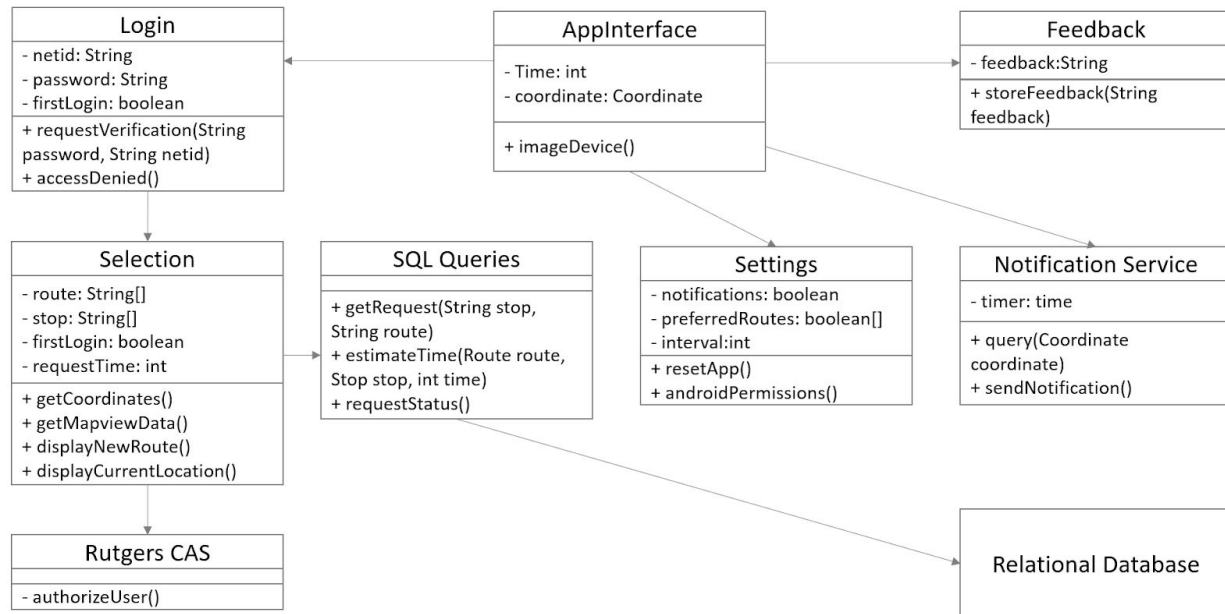 Login
- netid: String
- password: String
- firstLogin: boolean
+ requestVerification(String
password, String netid)
+ accessDenied()
AppInterface
- Time: int
- coordinate: Coordinate
+ imageDevice()
Feedback
- feedback:String
+ storeFeedback(String
feedback)
Selection
- route: String[]
- stop: String[]
- firstLogin: boolean
- requestTime: int
+ getCoordinates()
+ getMapviewData()
+ displayNewRoute()
+ displayCurrentLocation()
SQL Queries
+ getRequest(String stop,
String route)
+ estimateTime(Route route,
Stop stop, int time)
+ requestStatus()
Settings
- notifications: boolean
- preferredRoutes: boolean[]
- interval:int
+ resetApp()
+ androidPermissions()
Notification Service
- timer: time
+ query(Coordinate
coordinate)
+ sendNotification()
Rutgers CAS
- authorizeUser()
Relational Database